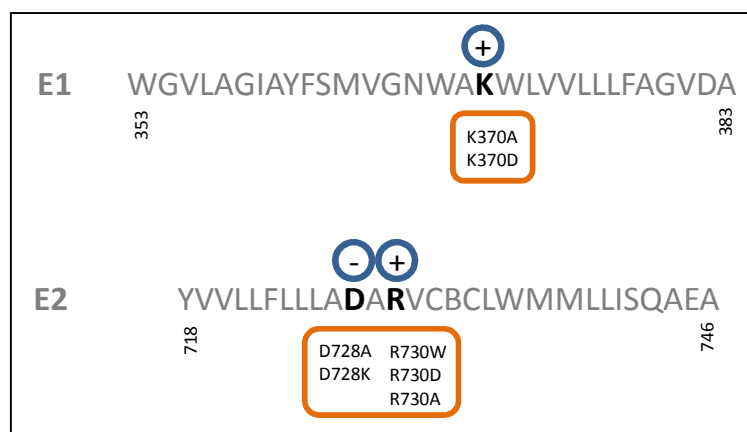 +
E1 WGVLAGIAYFSMVGNWAKWLVVLLLFAGVDA
353 383
K370A
K370D
- +
E2 YVVLLFLLLADARVCBCLWMMLLISQAEA
718 746
D728A R730W
D728K R730D
R730A